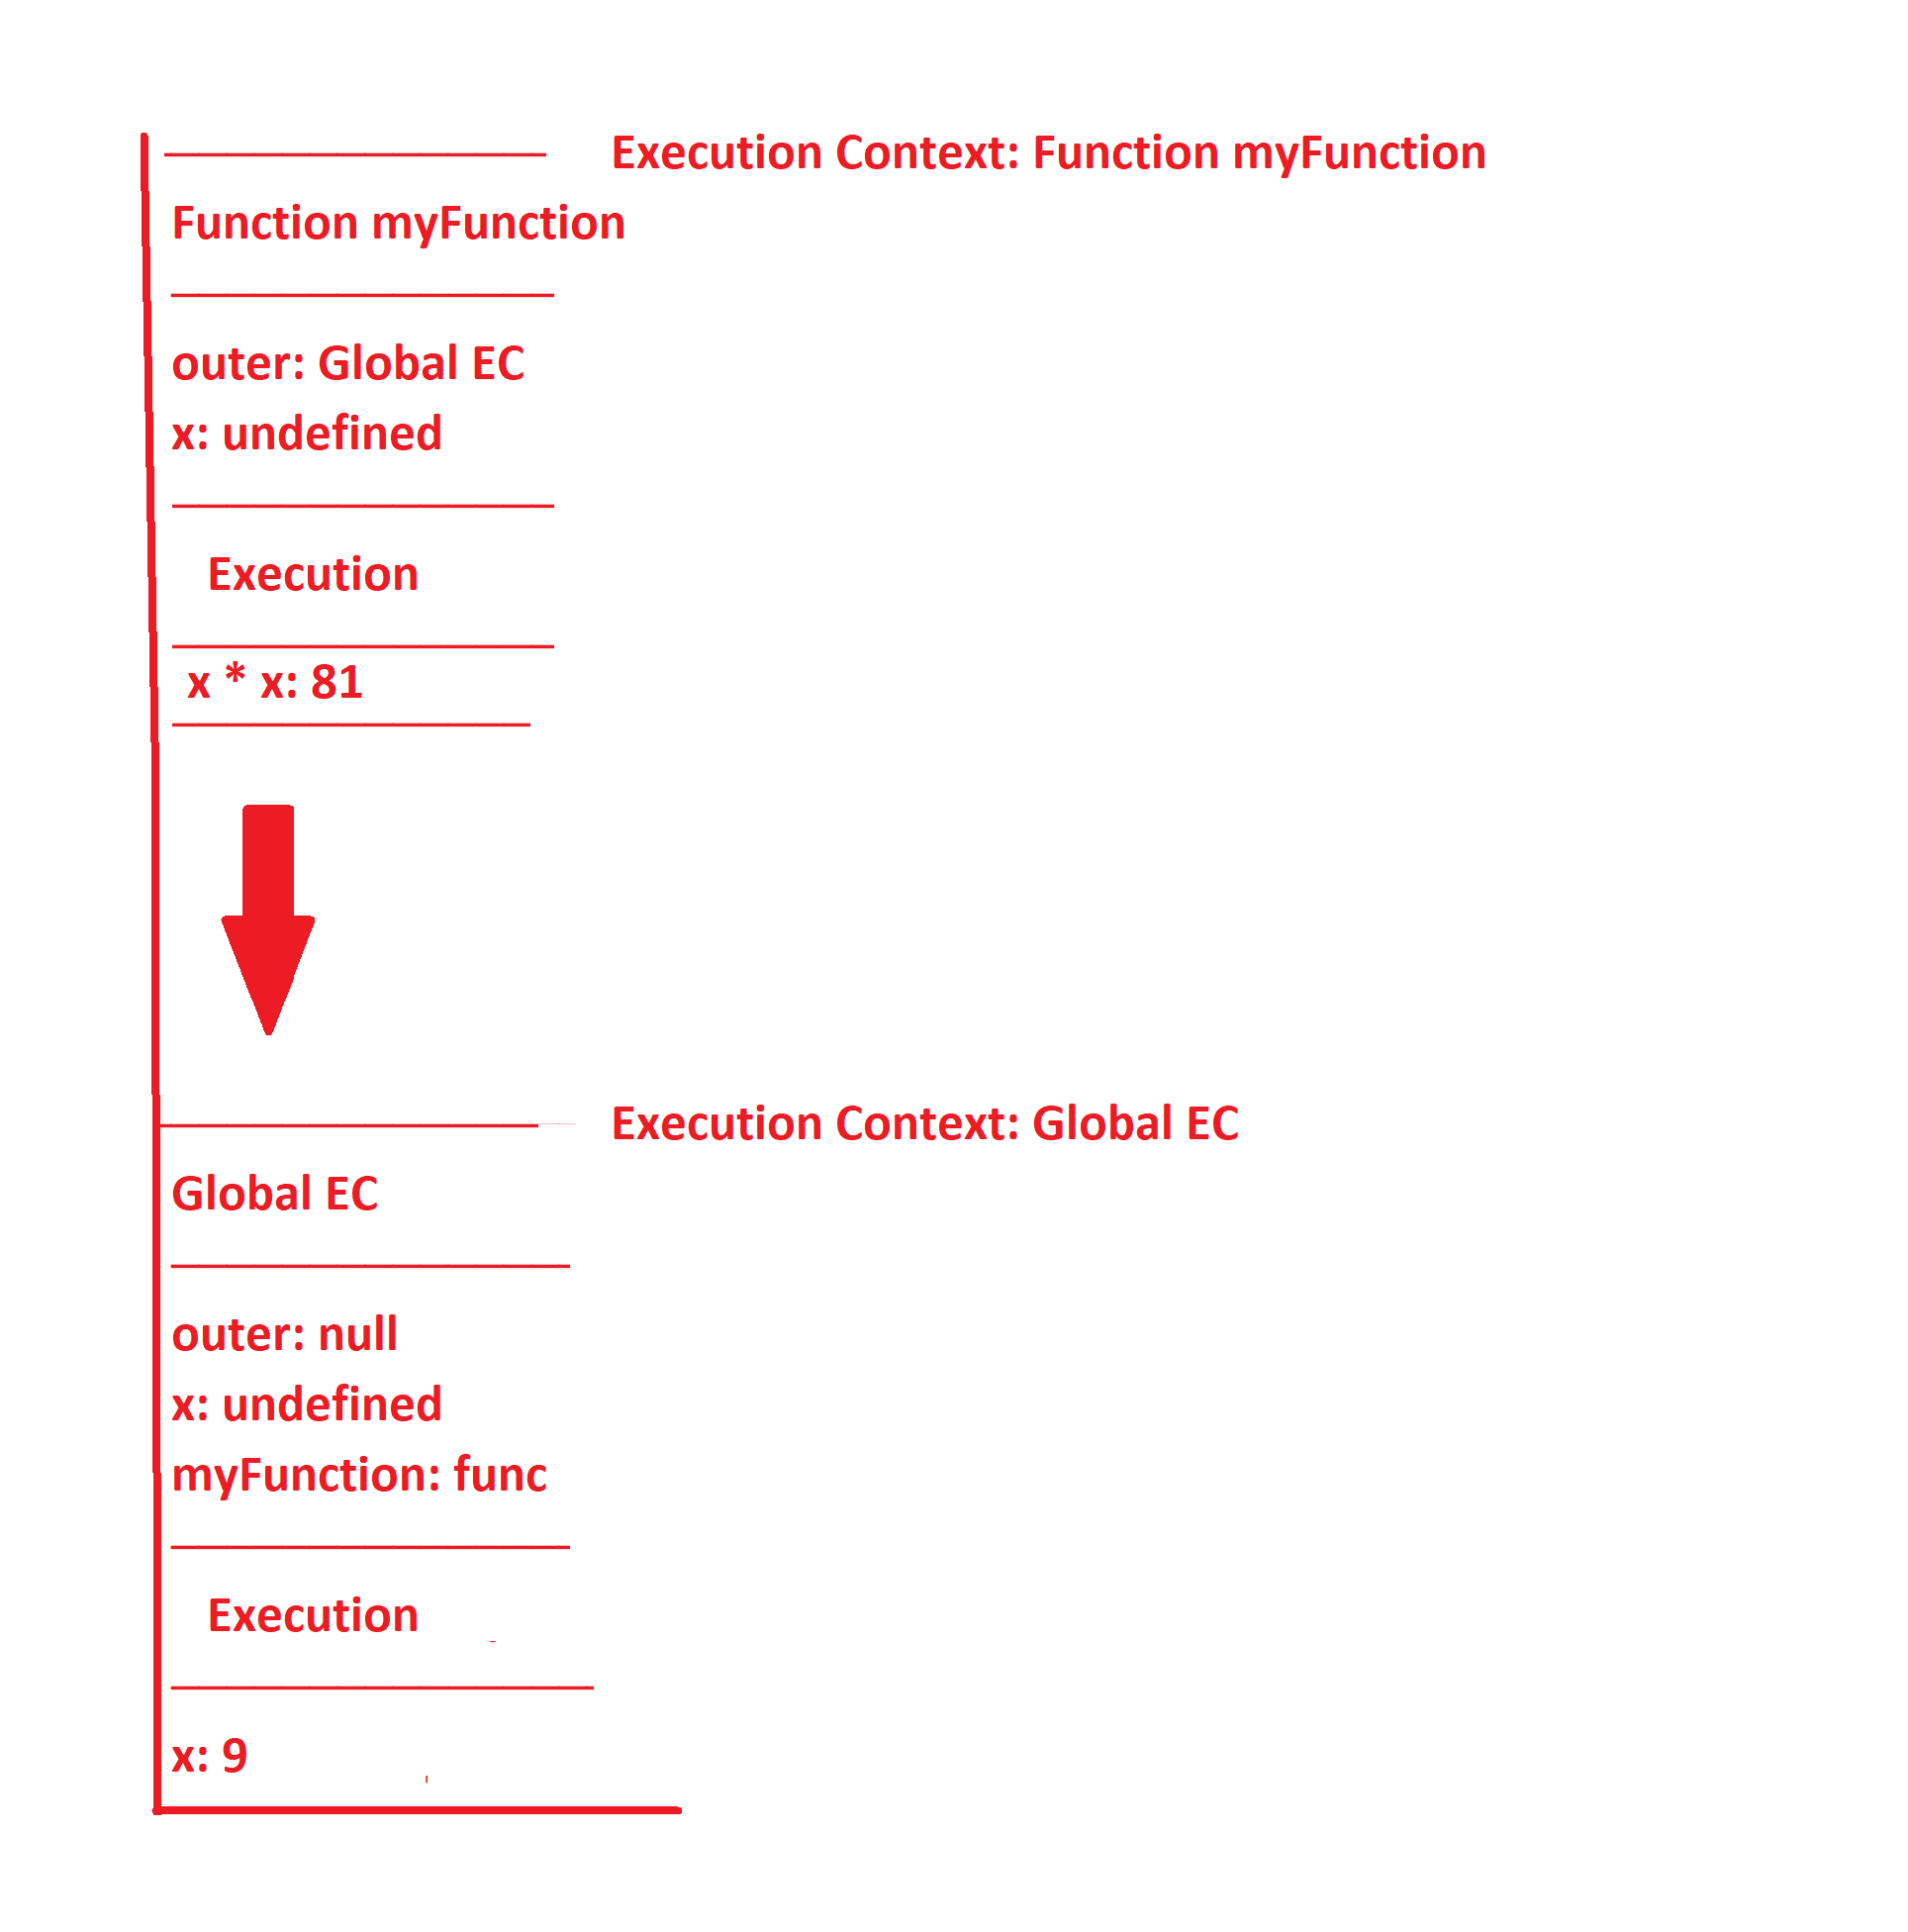 Execution Context: Function myFunction
Function myFunction
outer: Global EC
x: undefined
Execution
x * x: 81
Execution Context: Global EC
Global EC
outer: null
x: undefined
myFunction: func
Execution
x: 9